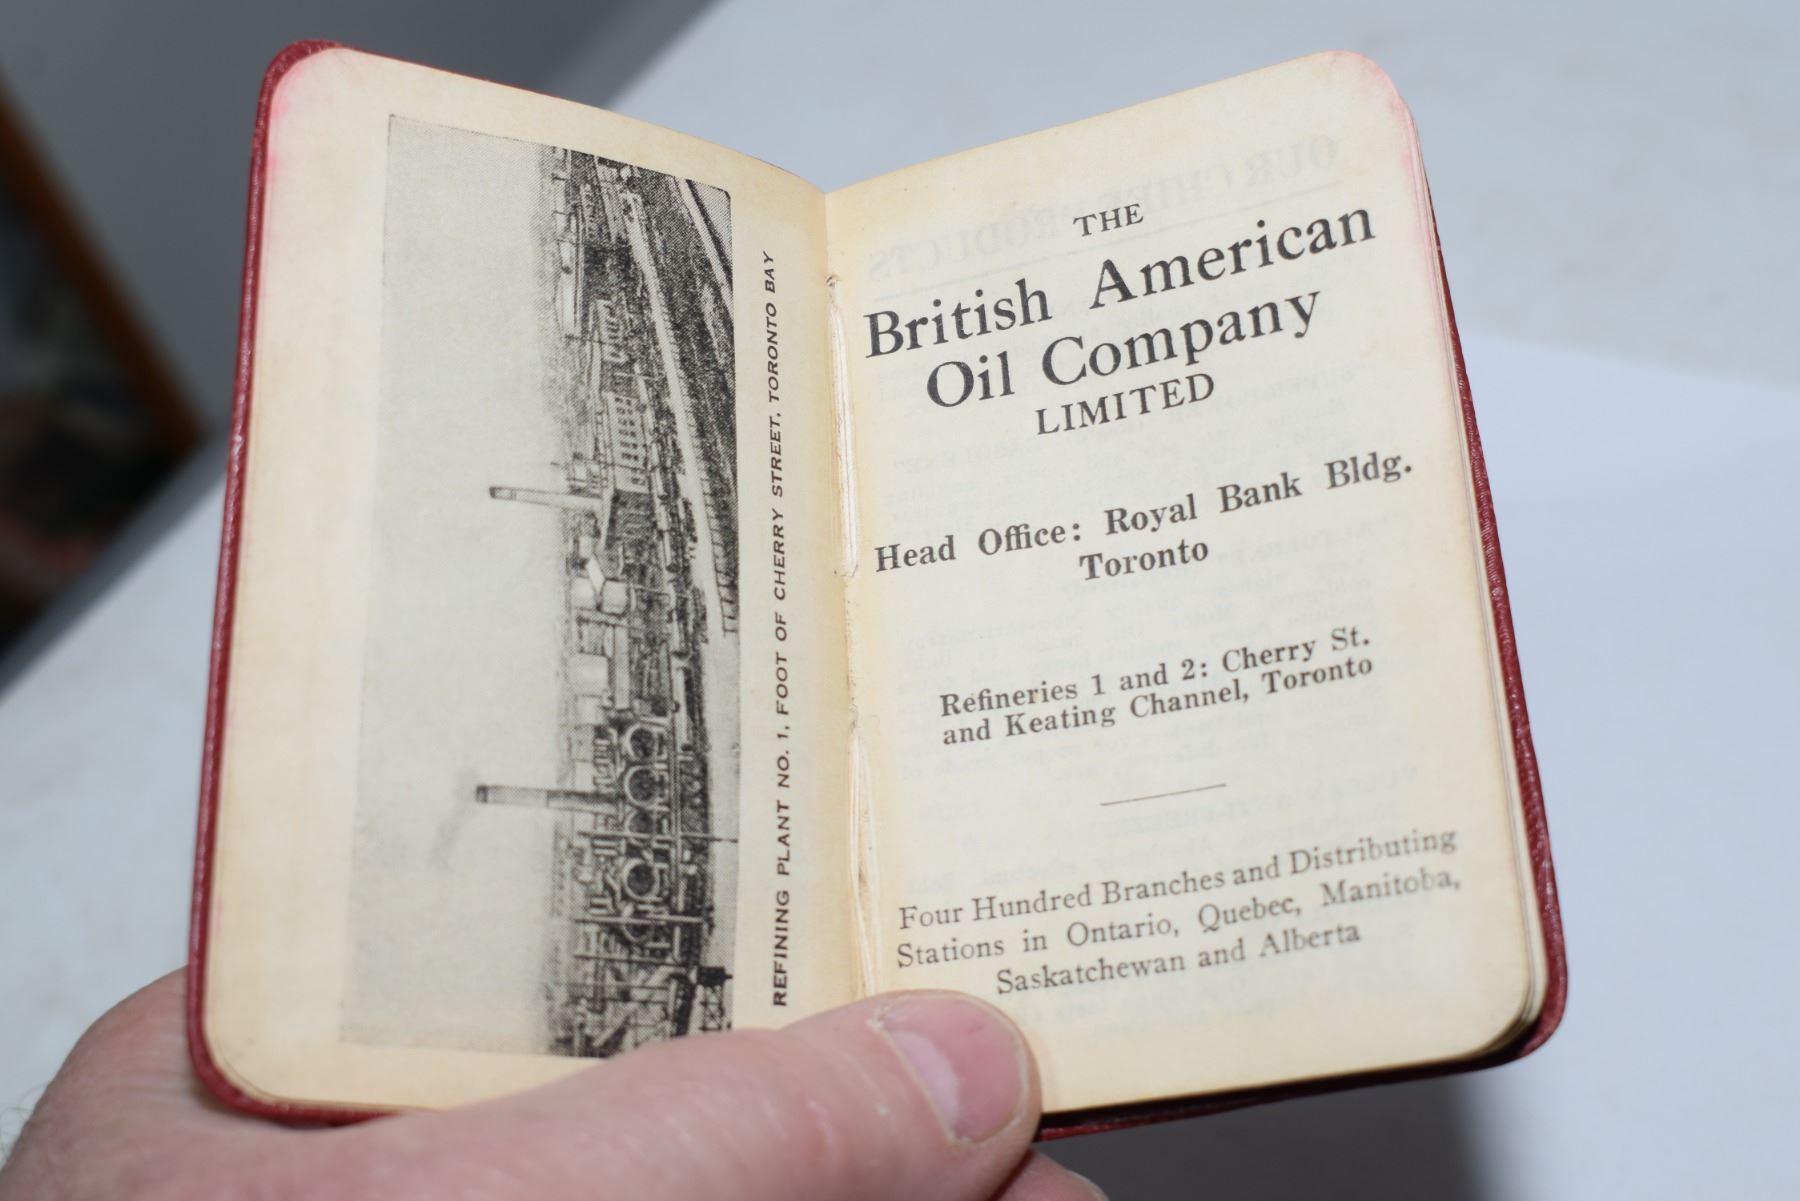 REFINING PLANT NO. 1, FOOT OF CHERRY STREET, TORONTO BAY
THE
British American
Oil Company
LIMITED
Head Office: Royal Bank Bldg.
Toronto
Refineries 1 and 2: Cherry St.
and Keating Channel, Toronto
Four Hundred Branches and Distributing
Stations in Ontario, Quebec, Manitoba,
Saskatchewan and Alberta